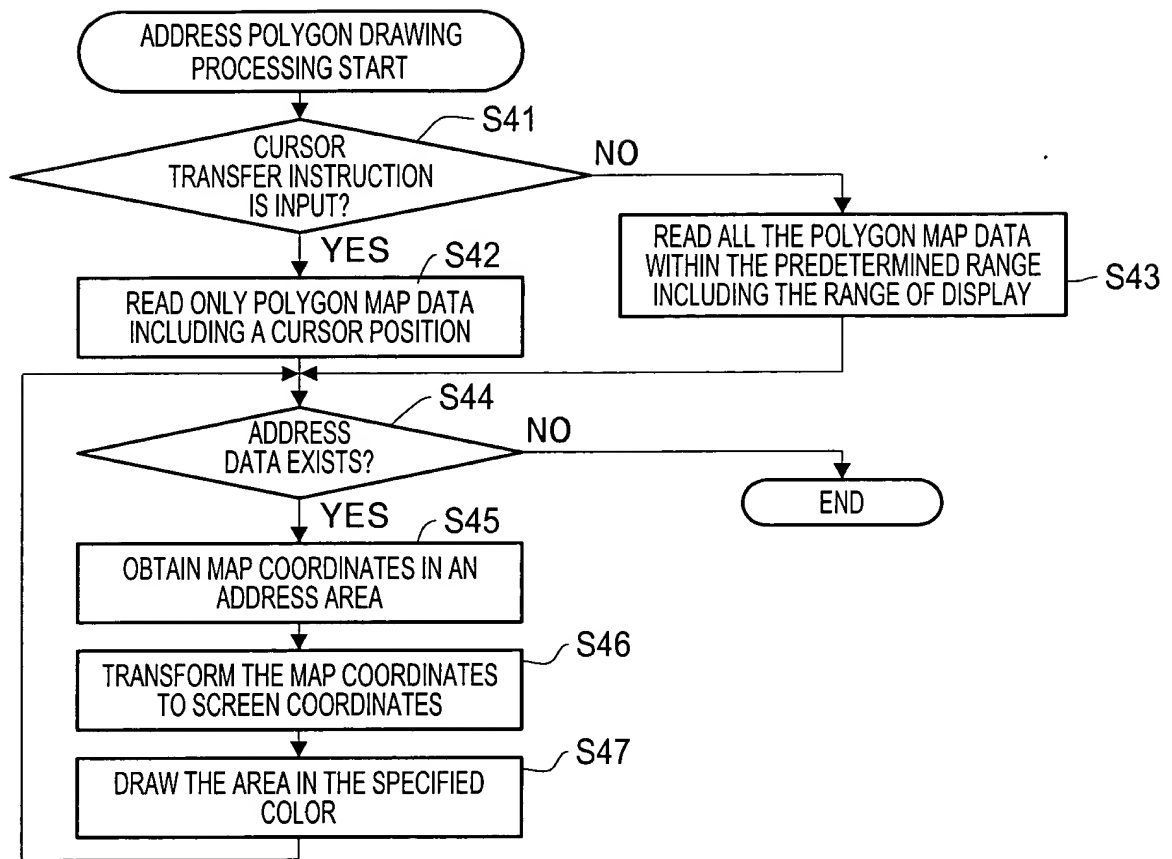 ADDRESS POLYGON DRAWING
PROCESSING START
S41
CURSOR
TRANSFER INSTRUCTION
IS INPUT?
NO
YES
S42
READ ONLY POLYGON MAP DATA
INCLUDING A CURSOR POSITION
READ ALL THE POLYGON MAP DATA
WITHIN THE PREDETERMINED RANGE
INCLUDING THE RANGE OF DISPLAY
S43
S44
ADDRESS
DATA EXISTS?
NO
END
YES
S45
OBTAIN MAP COORDINATES IN AN
ADDRESS AREA
S46
TRANSFORM THE MAP COORDINATES
TO SCREEN COORDINATES
S47
DRAW THE AREA IN THE SPECIFIED
COLOR